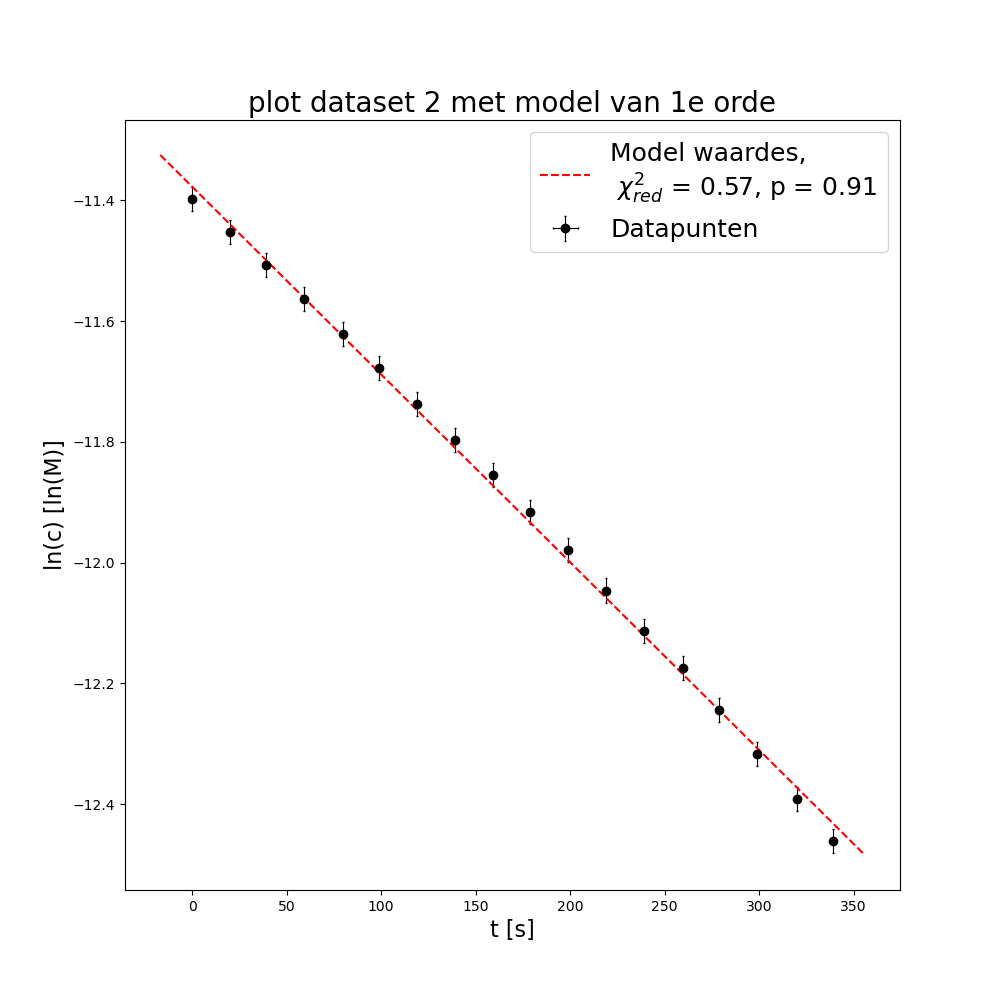 plot dataset 2 met model van 1e orde
Model waardes,
χ²red = 0.57, p = 0.91
Datapunten
ln(c) [ln(M)]
−11.4
−11.6
−11.8
−12.0
−12.2
−12.4
0 50 100 150 200 250 300 350
t [s]